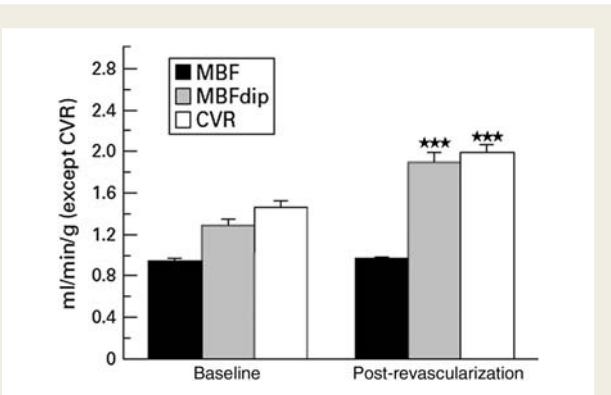 ml/min/g (except CVR)
2.8
2.4
2.0
1.6
1.2
0.8
0.4
0
MBF
MBFdip
CVR
★★★ ★★★
Baseline Post-revascularization